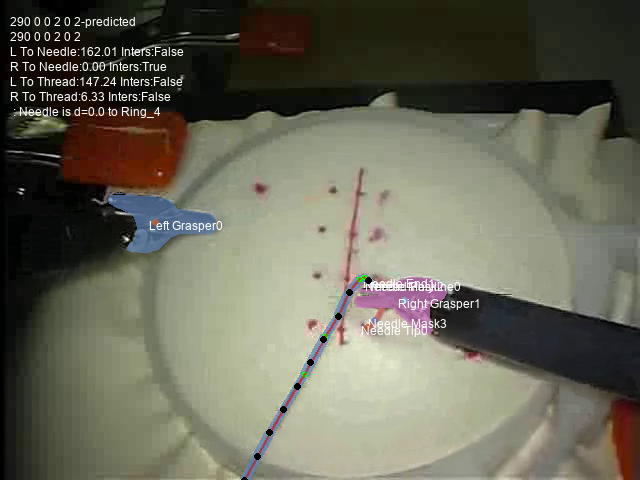 290 0 0 2 0 2-predicted
290 0 0 2 0 2
L To Needle:162.01 Inters:False
R To Needle:0.00 Inters:True
L To Thread:147.24 Inters:False
R To Thread:6.33 Inters:False
: Needle is d=0.0 to Ring_4
Left Grasper0
Needle End
Right Grasper1
Needle Mask3
Needle Tip0